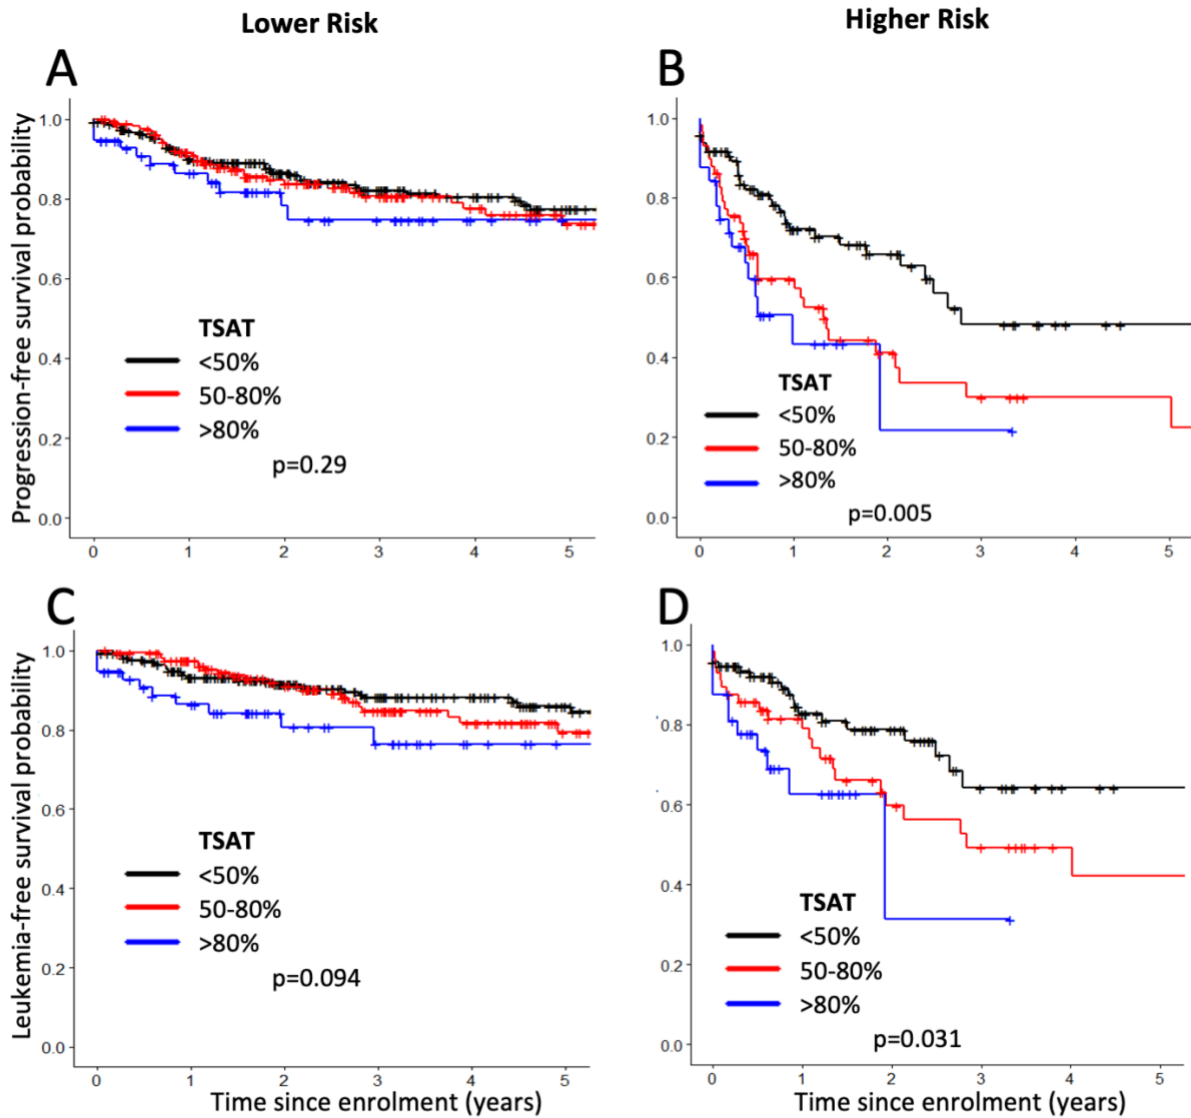 Lower Risk
Higher Risk
A
B
Progression-free survival probability
1.0
0.8
0.6
0.4
0.2
0.0
TSAT
<50%
50-80%
>80%
p=0.29
0 1 2 3 4 5
1.0
0.8
0.6
0.4
0.2
0.0
TSAT
<50%
50-80%
>80%
p=0.005
0 1 2 3 4 5
C
D
Leukemia-free survival probability
1.0
0.8
0.6
0.4
0.2
0.0
TSAT
<50%
50-80%
>80%
p=0.094
0 1 2 3 4 5
Time since enrolment (years)
1.0
0.8
0.6
0.4
0.2
0.0
TSAT
<50%
50-80%
>80%
p=0.031
0 1 2 3 4 5
Time since enrolment (years)